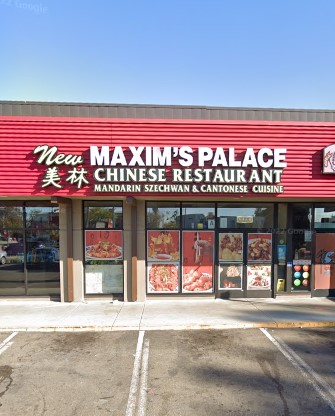 New MAXIM'S PALACE
美林 CHINESE RESTAURANT
MANDARIN SZECHWAN & CANTONESE CUISINE